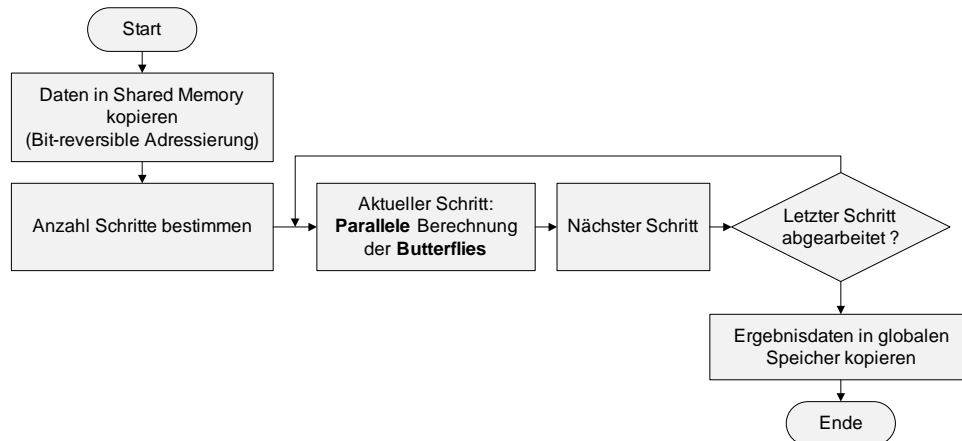 Start
Daten in Shared Memory
kopieren
(Bit-reversible Adressierung)
Anzahl Schritte bestimmen
Aktueller Schritt:
Parallele Berechnung
der Butterflies
Nächster Schritt
Letzter Schritt
abgearbeitet ?
Ergebnisdaten in globalen
Speicher kopieren
Ende